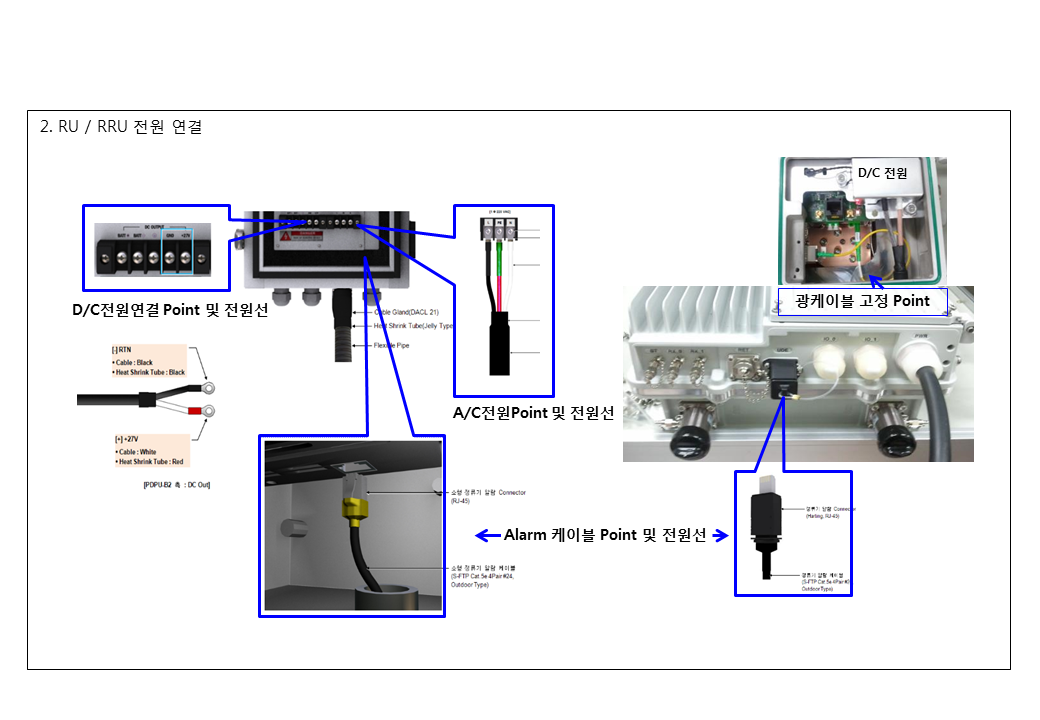 2. RU / RRU 전원 연결
D/C 전원
DC OUTPUT
BAT +
BAT -
GND
+27V
D/C전원연결 Point 및 전원선
Cable Gland(DACL 21)
Heat Shrink Tube(Jelly Type
Flexible Pipe
A/C전원Point 및 전원선
광케이블 고정 Point
[-] RTN
• Cable : Black
• Heat Shrink Tube : Black
[+] +27V
• Cable : White
• Heat Shrink Tube : Red
[PDPU-B2 측 : DC Out]
소형 정류기 알람 Connector
(RJ-45)
Alarm 케이블 Point 및 전원선
소형 정류기 알람 케이블
(S-FTP Cat.5e 4Pair #24,
Outdoor Type)
정류기 알람 Connector
(Harting, RJ-45)
정류기 알람 케이블
(S-FTP Cat.5e 4Pair #
Outdoor Type)